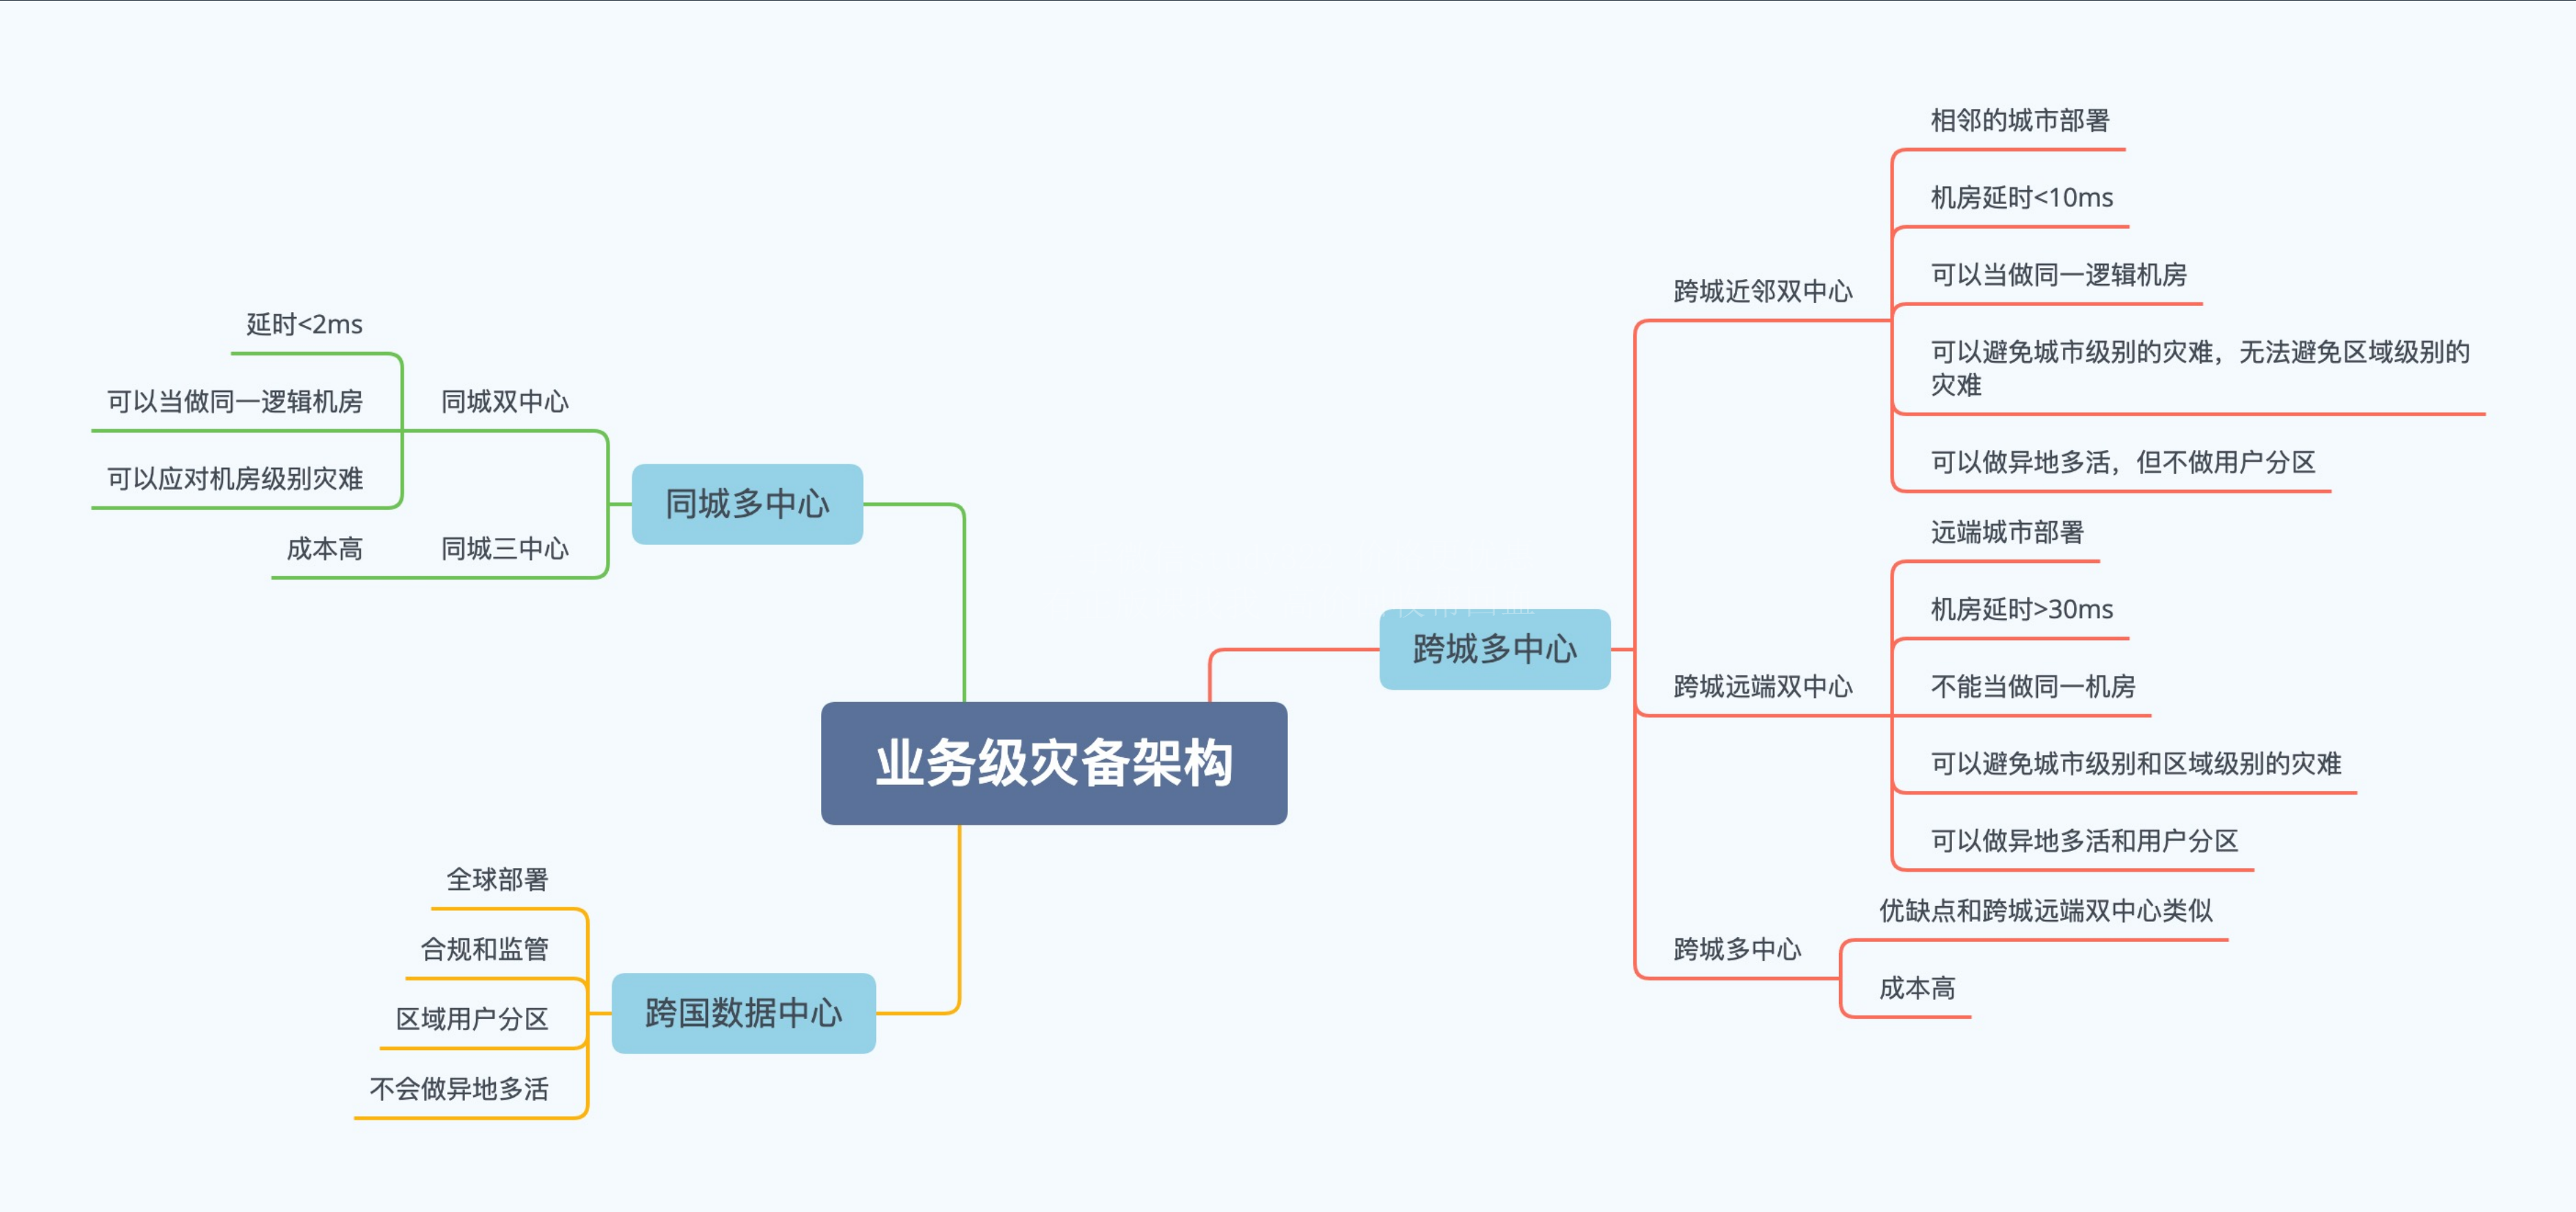 业务级灾备架构
同城多中心
同城双中心
延时<2ms
可以当做同一逻辑机房
可以应对机房级别灾难
同城三中心
成本高
跨国数据中心
全球部署
合规和监管
区域用户分区
不会做异地多活
跨城多中心
跨城近邻双中心
相邻的城市部署
机房延时<10ms
可以当做同一逻辑机房
可以避免城市级别的灾难，无法避免区域级别的
灾难
可以做异地多活，但不做用户分区
跨城远端双中心
远端城市部署
机房延时>30ms
不能当做同一机房
可以避免城市级别和区域级别的灾难
可以做异地多活和用户分区
跨城多中心
优缺点和跨城远端双中心类似
成本高